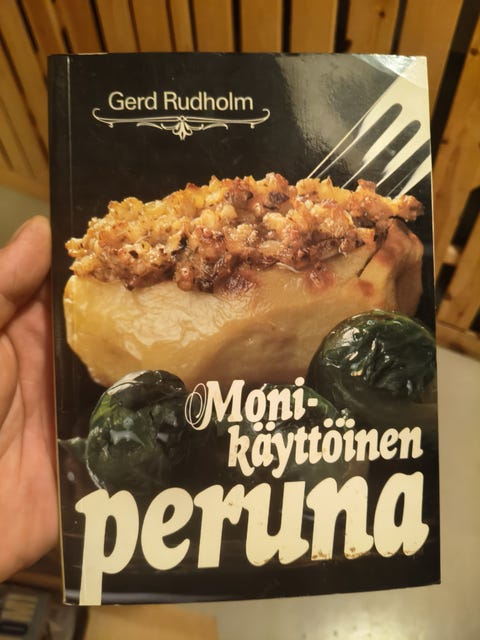 Gerd Rudholm
Moni-
käyttöinen
peruna